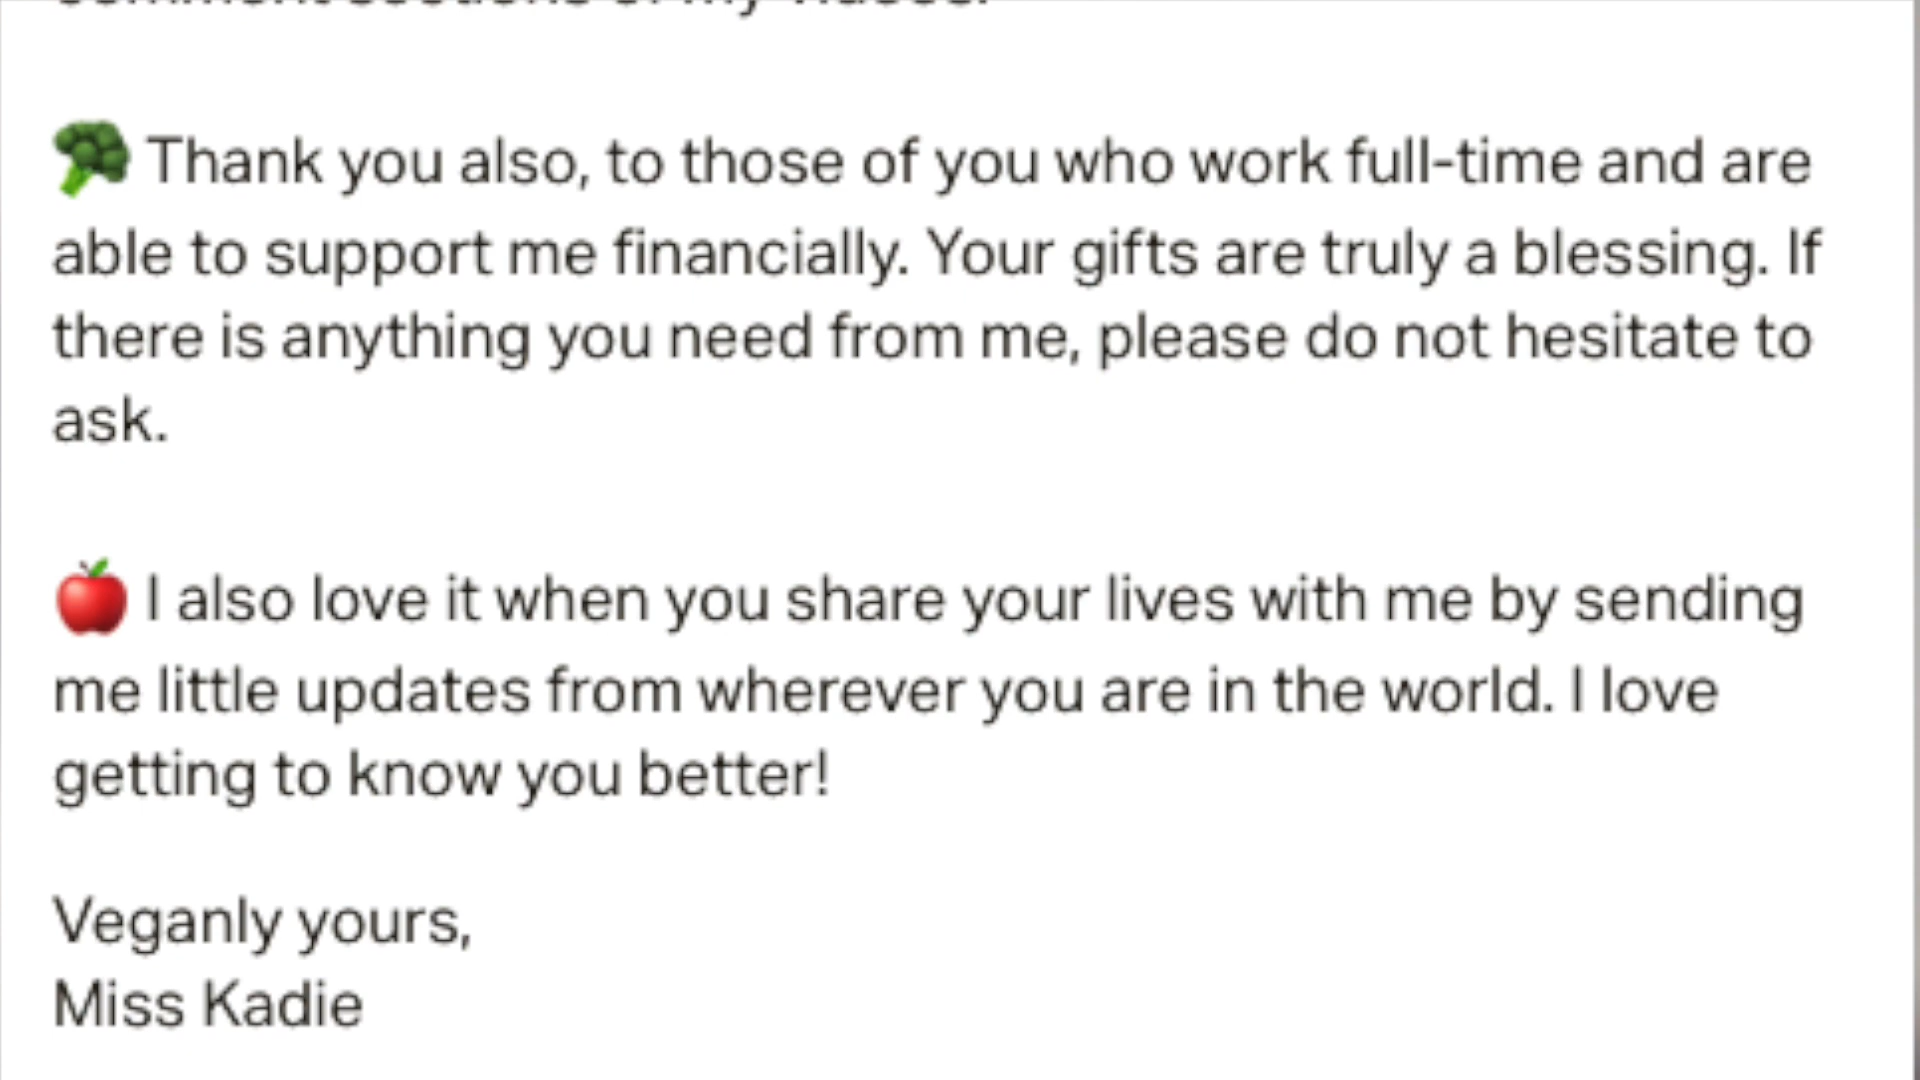 🥦 Thank you also, to those of you who work full-time and are
able to support me financially. Your gifts are truly a blessing. If
there is anything you need from me, please do not hesitate to
ask.
🍎 I also love it when you share your lives with me by sending
me little updates from wherever you are in the world. I love
getting to know you better!
Veganly yours,
Miss Kadie